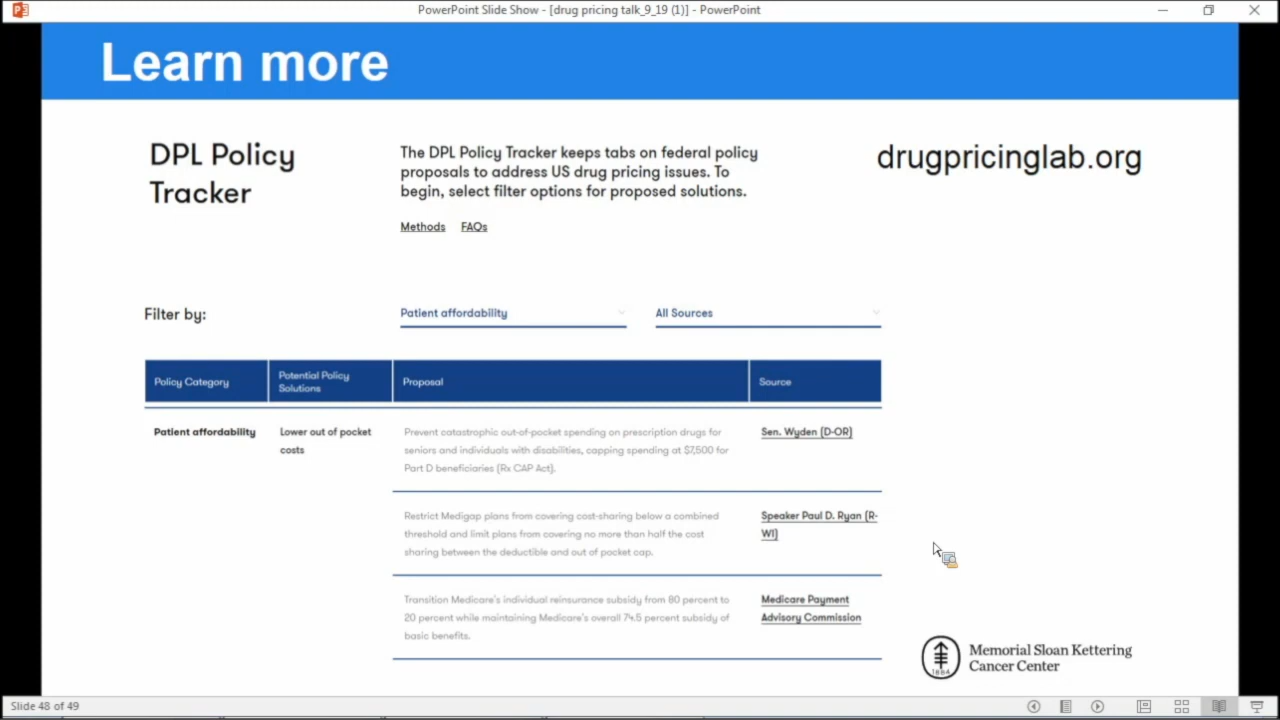 PowerPoint Slide Show - [drug pricing talk_9_19 (1)] - PowerPoint
Learn more
DPL Policy
Tracker
The DPL Policy Tracker keeps tabs on federal policy
proposals to address US drug pricing issues. To
begin, select filter options for proposed solutions.
Methods FAQs
drugpricinglab.org
Filter by:
Patient affordability
All Sources
Policy Category
Potential Policy
Solutions
Proposal
Source
Patient affordability
Lower out of pocket
costs
Prevent catastrophic out-of-pocket spending on prescription drugs for
seniors and individuals with disabilities, capping spending at $7,500 for
Part D beneficiaries (Rx CAP Act).
Sen. Wyden (D-OR)
Restrict Medigap plans from covering cost-sharing below a combined
threshold and limit plans from covering no more than half the cost
sharing between the deductible and out of pocket cap.
Speaker Paul D. Ryan (R-
WI)
Transition Medicare's individual reinsurance subsidy from 80 percent to
20 percent while maintaining Medicare's overall 74.5 percent subsidy of
basic benefits.
Medicare Payment
Advisory Commission
1884
Memorial Sloan Kettering
Cancer Center
Slide 48 of 49